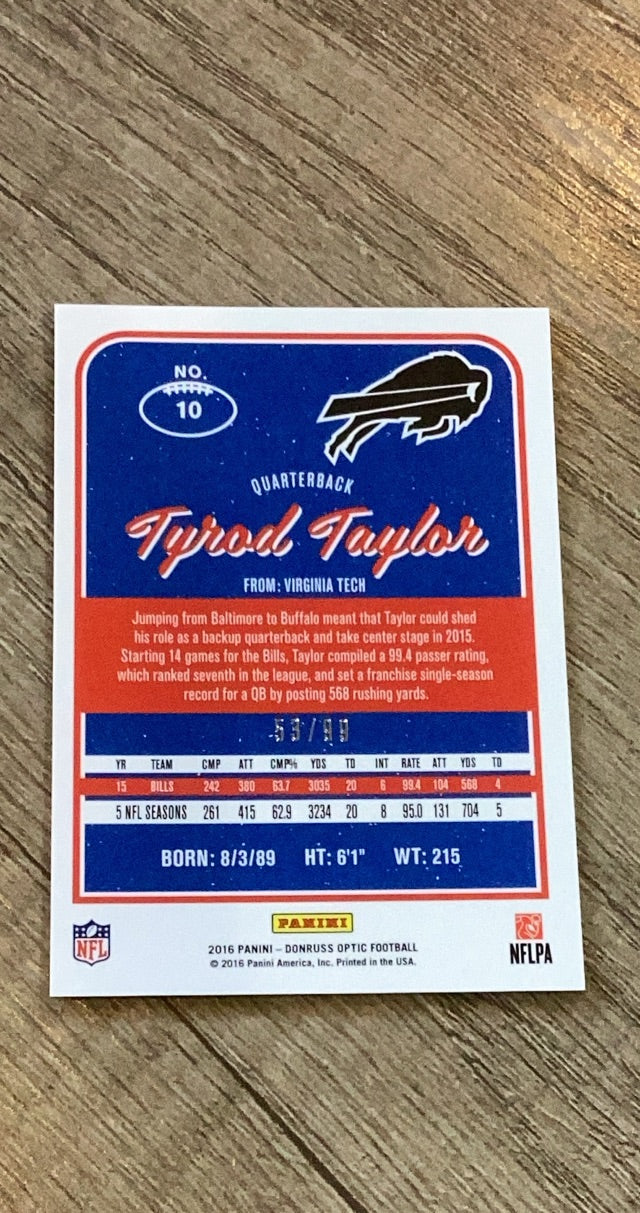 NO.
10
QUARTERBACK
Tyrod Taylor
FROM: VIRGINIA TECH
Jumping from Baltimore to Buffalo meant that Taylor could shed
his role as a backup quarterback and take center stage in 2015.
Starting 14 games for the Bills, Taylor compiled a 99.4 passer rating,
which ranked seventh in the league, and set a franchise single-season
record for a QB by posting 568 rushing yards.
53/99
YR TEAM CMP ATT CMP% YDS TD INT RATE ATT YDS TD
15 BILLS 242 380 63.7 3035 20 6 99.4 104 568 4
5 NFL SEASONS 261 415 62.9 3234 20 8 95.0 131 704 5
BORN: 8/3/89 HT: 6'1" WT: 215
PANINI
NFL
2016 PANINI – DONRUSS OPTIC FOOTBALL
© 2016 Panini America, Inc. Printed in the USA.
NFLPA